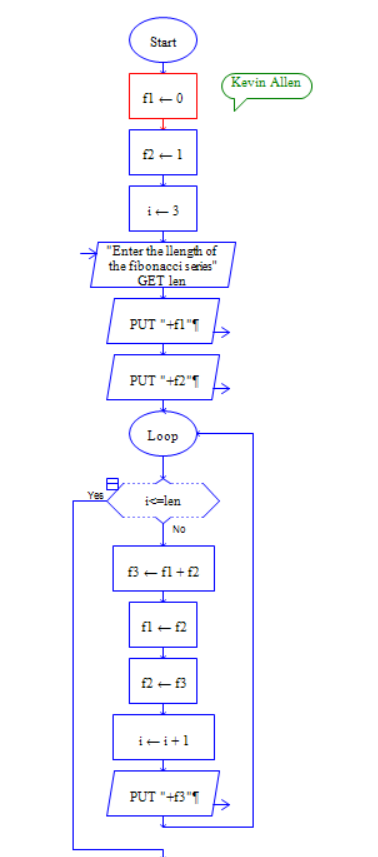 Start
Kevin Allen
f1 ← 0
f2 ← 1
i ← 3
"Enter the llength of
the fibonacci series"
GET len
PUT "+f1"¶
PUT "+f2"¶
Loop
i<=len
Yes
No
f3 ← f1 + f2
f1 ← f2
f2 ← f3
i ← i + 1
PUT "+f3"¶